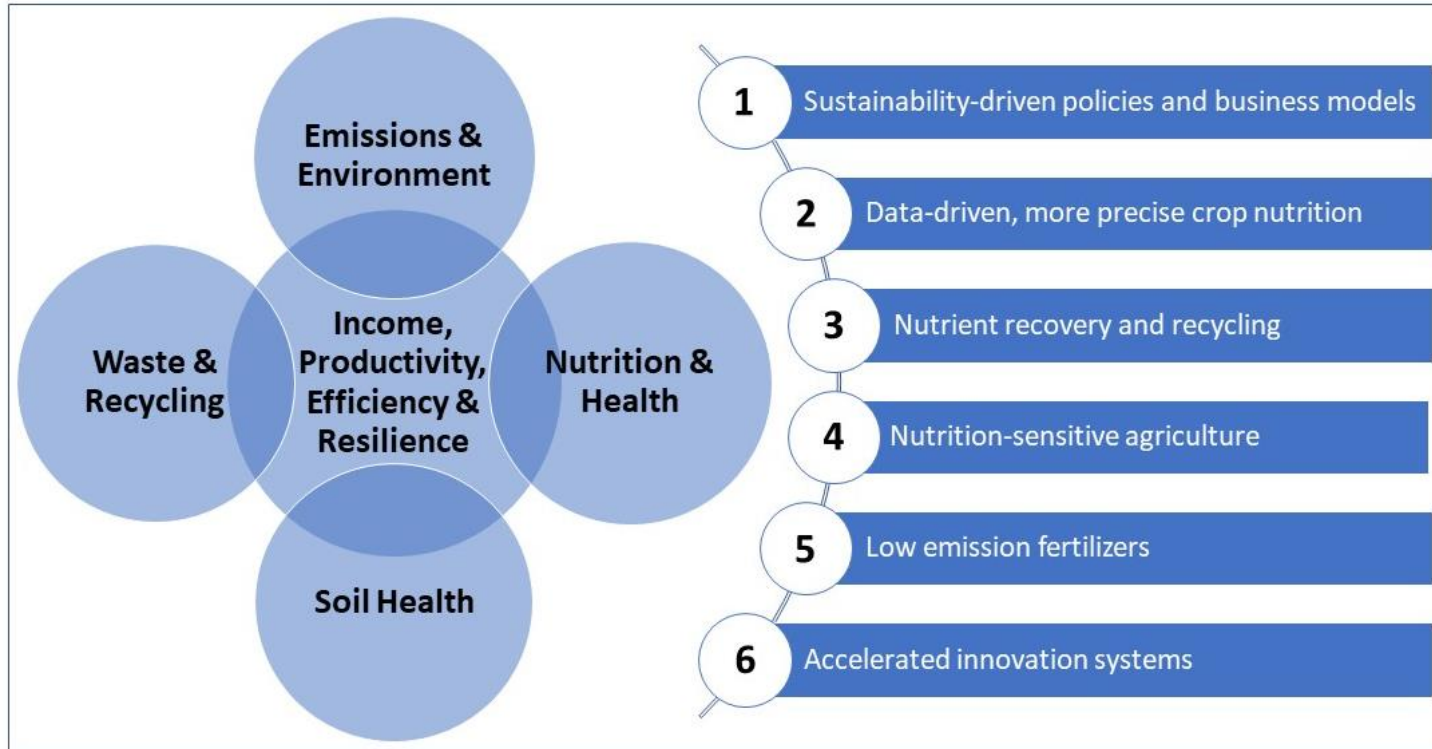 Emissions &
Environment
Waste &
Recycling
Income,
Productivity,
Efficiency &
Resilience
Nutrition &
Health
Soil Health
1 Sustainability-driven policies and business models
2 Data-driven, more precise crop nutrition
3 Nutrient recovery and recycling
4 Nutrition-sensitive agriculture
5 Low emission fertilizers
6 Accelerated innovation systems